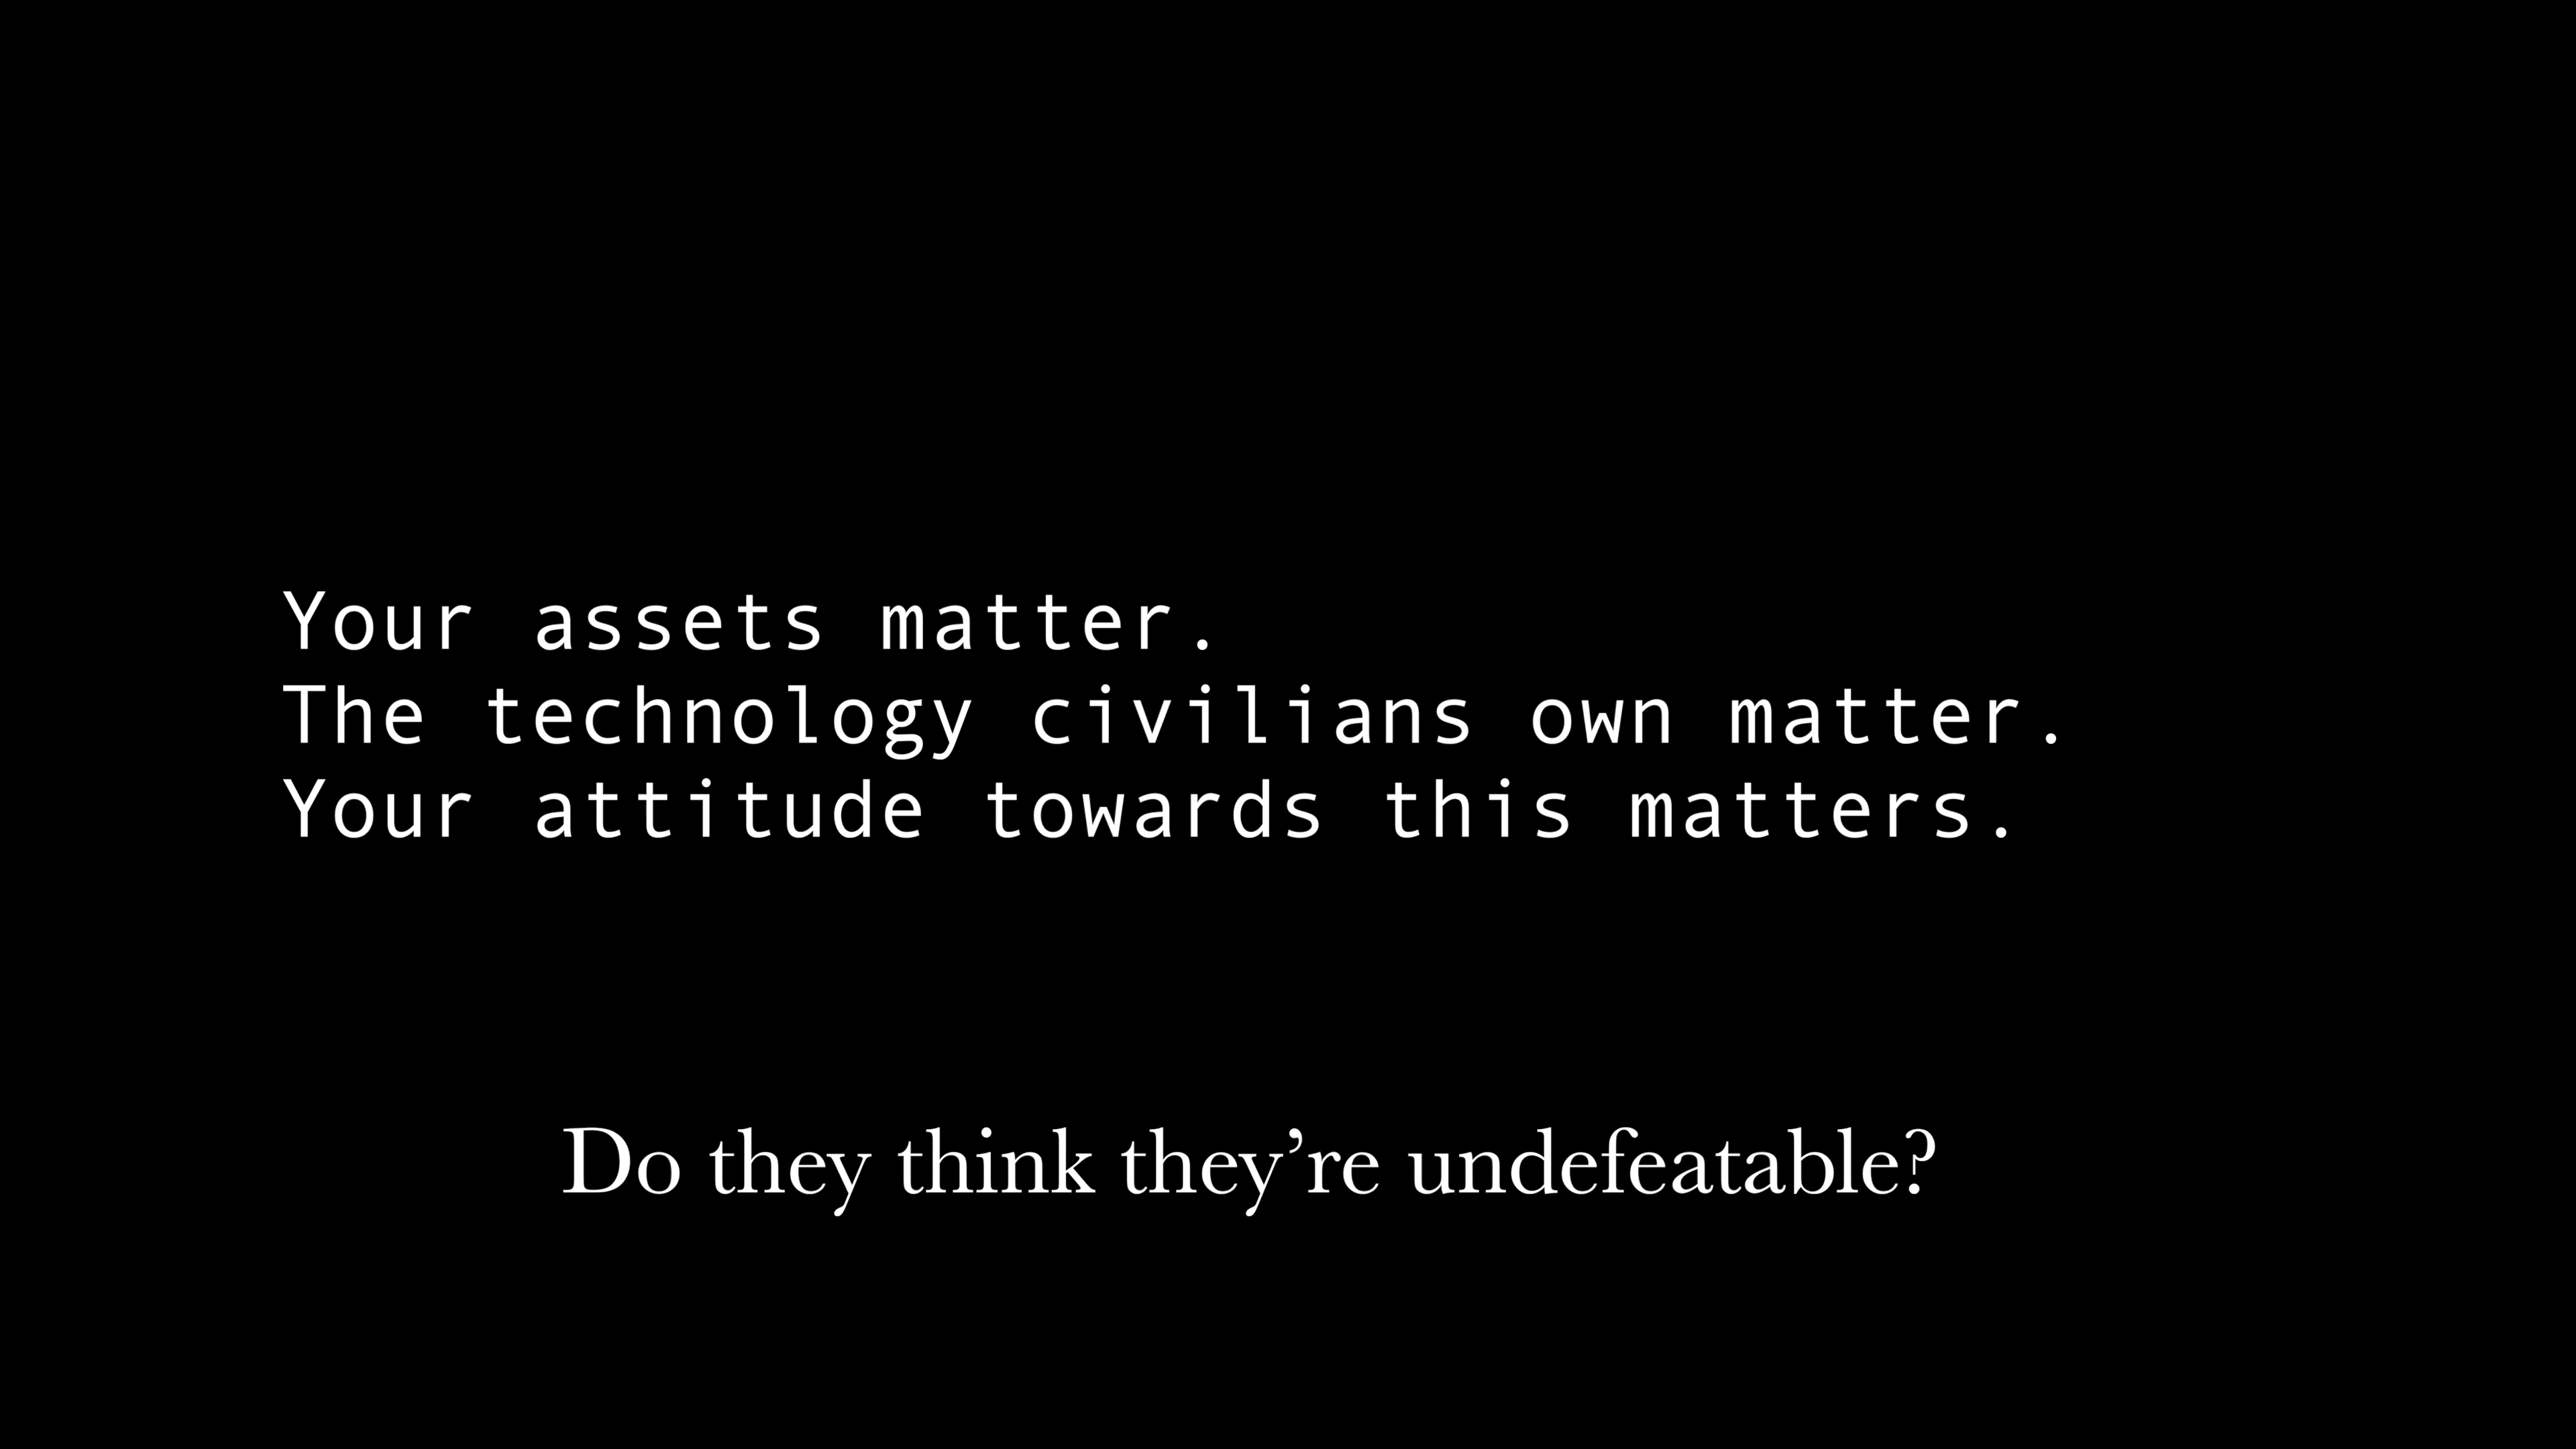 Your assets matter.
The technology civilians own matter.
Your attitude towards this matters.
Do they think they’re undefeatable?